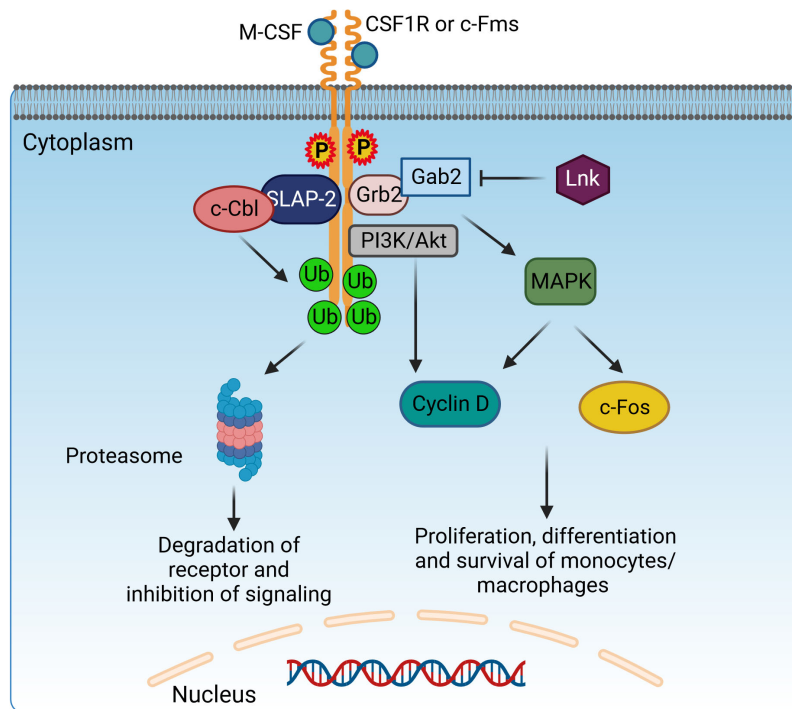 M-CSF
CSF1R or c-Fms
Cytoplasm
P
P
c-Cbl
SLAP-2
Grb2
Gab2
Lnk
PI3K/Akt
Ub
Ub
Ub
Ub
MAPK
Cyclin D
c-Fos
Proteasome
Degradation of
receptor and
inhibition of signaling
Proliferation, differentiation
and survival of monocytes/
macrophages
Nucleus